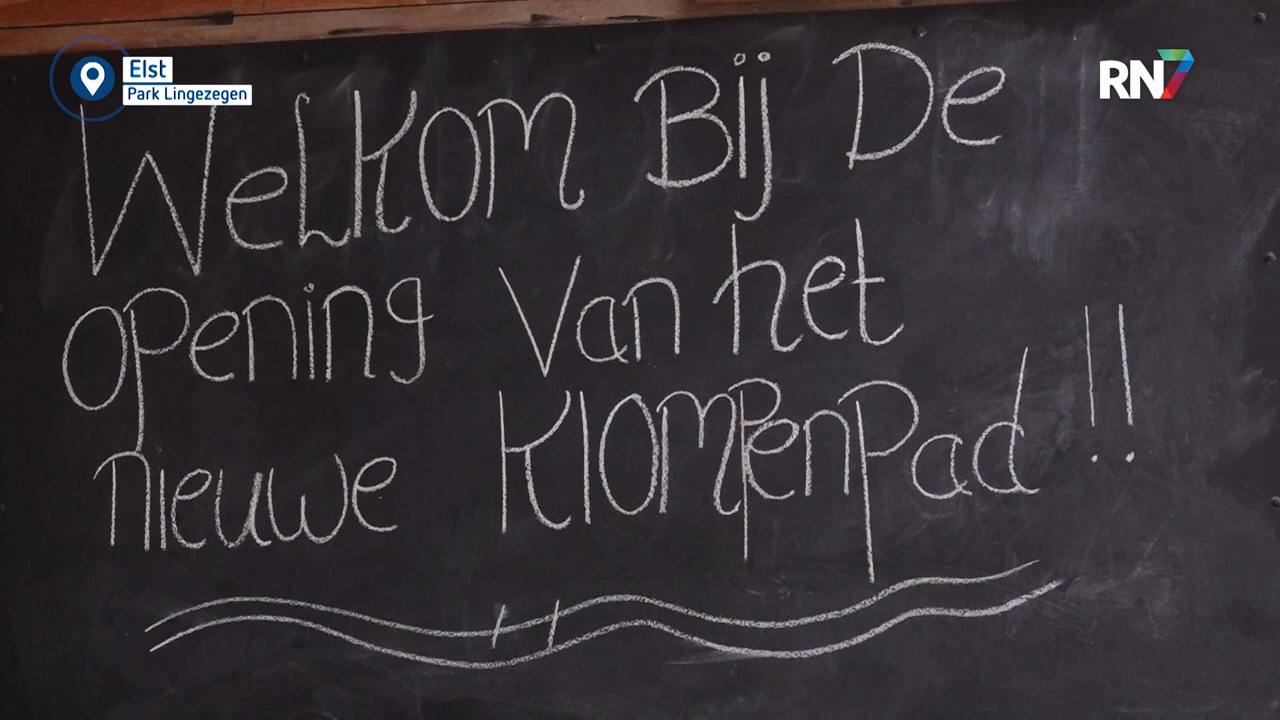 Elst
Park Lingezegen
RN7
Welkom Bij De
opening Van het
nieuwe Klompenpad!!